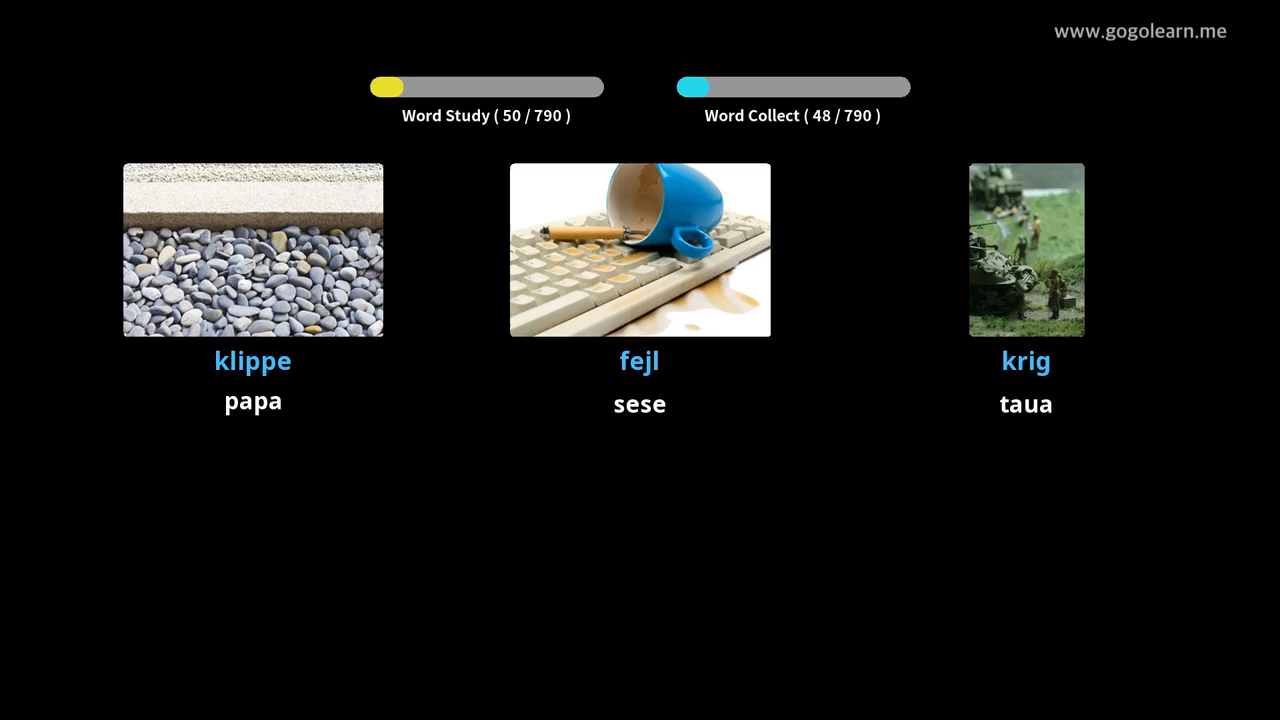 www.gogolearn.me
Word Study ( 50 / 790 )
Word Collect ( 48 / 790 )
klippe
fejl
krig
papa
sese
taua